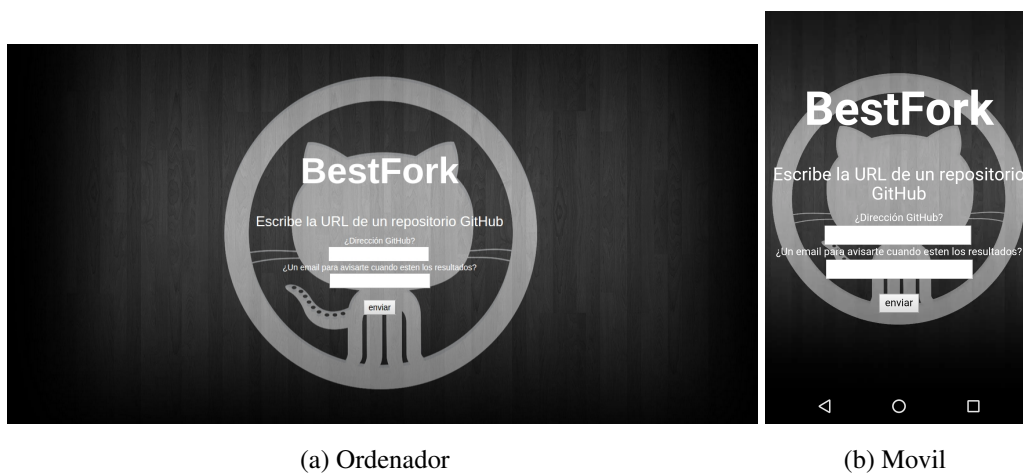 BestFork
Escribe la URL de un repositorio GitHub
¿Dirección GitHub?
¿Un email para avisarte cuando esten los resultados?
enviar
(a) Ordenador
BestFork
Escribe la URL de un repositorio
GitHub
¿Dirección GitHub?
¿Un email para avisarte cuando esten los resultados?
enviar
(b) Movil